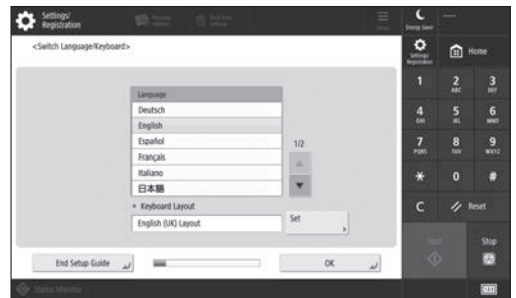 Settings/
Registration
Energy Saver
<Switch Language/Keyboard>
Settings/
Registration
Home
Language
Deutsch
English
Español
Français
Italiano
日本語
1/2
Keyboard Layout
English (UK) Layout
Set
End Setup Guide
OK
1
2
ABC
3
DEF
4
GHI
5
JKL
6
MNO
7
PQRS
8
TUV
9
WXYZ
*
0
#
C
Reset
Start
Stop
Status Monitor